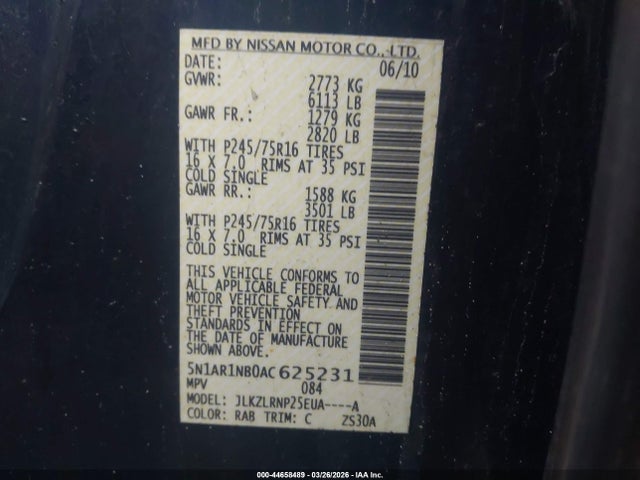 MFD BY NISSAN MOTOR CO., LTD.
DATE: 06/10
GVWR: 2773 KG
6113 LB
GAWR FR.: 1279 KG
2820 LB
WITH P245/75R16 TIRES
16 X 7.0 RIMS AT 35 PSI
COLD SINGLE
GAWR RR.: 1588 KG
3501 LB
WITH P245/75R16 TIRES
16 X 7.0 RIMS AT 35 PSI
COLD SINGLE
THIS VEHICLE CONFORMS TO
ALL APPLICABLE FEDERAL
MOTOR VEHICLE SAFETY AND
THEFT PREVENTION
STANDARDS IN EFFECT ON
THE DATE OF MANUFACTURE
SHOWN ABOVE.
5N1AR1NB0AC625231
MPV 084
MODEL: JLKZLRNP25EUA----A
COLOR: RAB TRIM: C ZS30A
000-44658489 - 03/26/2026 - IAA Inc.